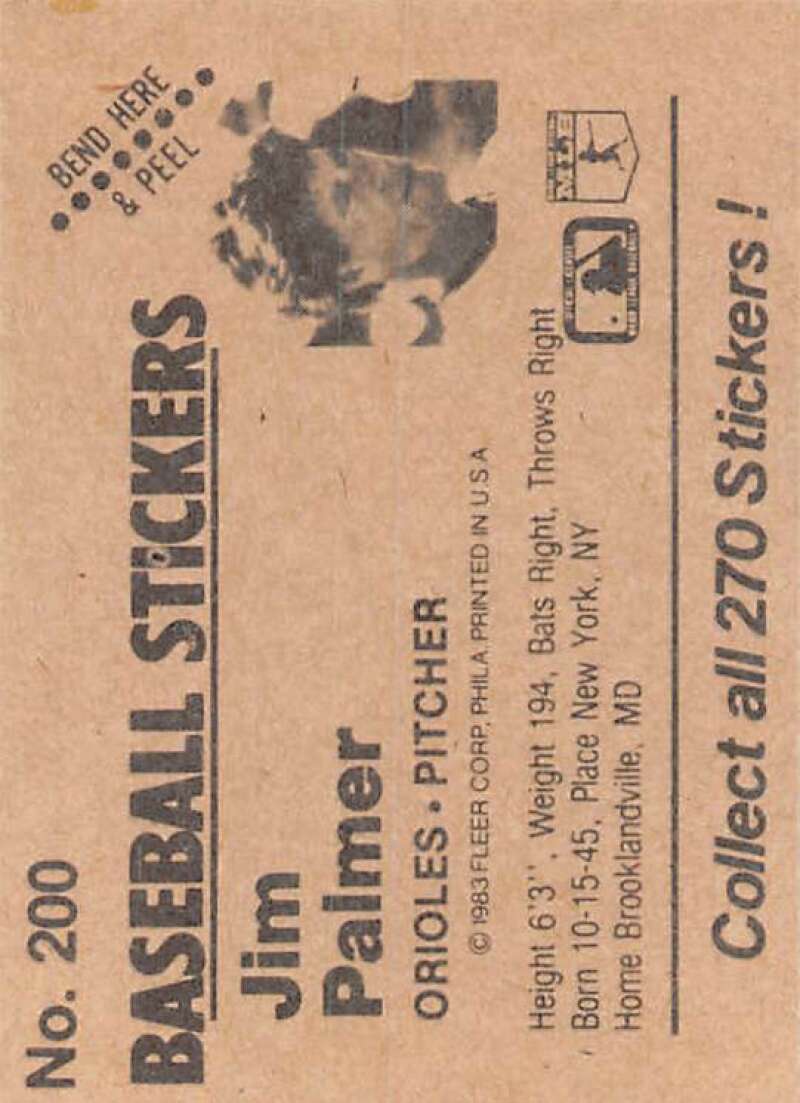 No. 200
BEND HERE
& PEEL
BASEBALL STICKERS
Jim
Palmer
ORIOLES • PITCHER
© 1983 FLEER CORP. PHILA. PRINTED IN U.S.A
Height 6'3'', Weight 194, Bats Right, Throws Right
Born 10-15-45, Place New York, NY
Home Brooklandville, MD
Collect all 270 Stickers!